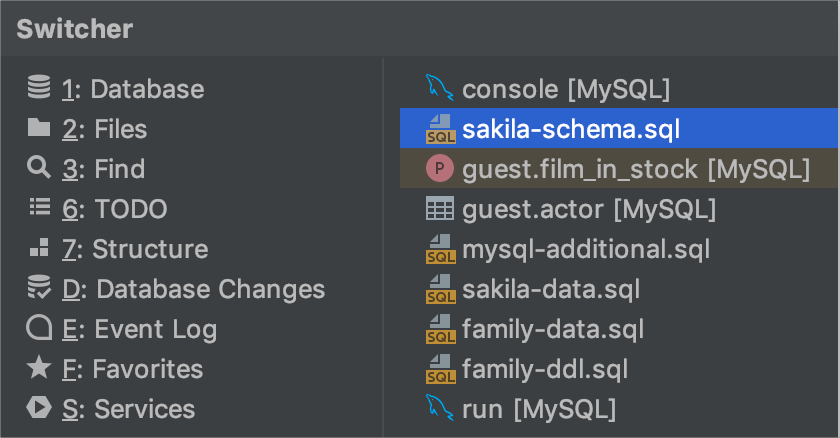 Switcher
1: Database
2: Files
3: Find
6: TODO
7: Structure
D: Database Changes
E: Event Log
F: Favorites
S: Services
console [MySQL]
SQL sakila-schema.sql
P guest.film_in_stock [MySQL]
guest.actor [MySQL]
SQL mysql-additional.sql
SQL sakila-data.sql
SQL family-data.sql
SQL family-ddl.sql
run [MySQL]